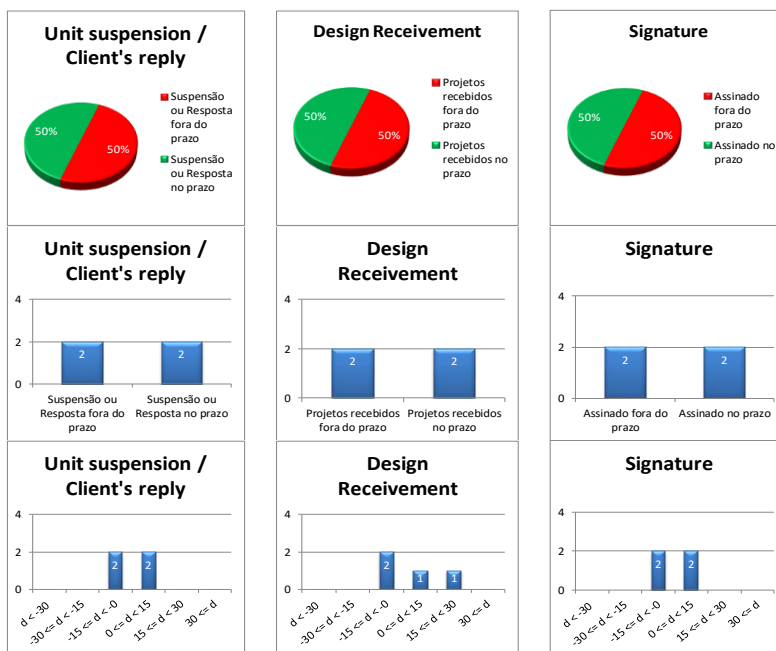 Unit suspension /
Client's reply
50%
50%
Suspensão
ou Resposta
fora do
prazo
Suspensão
ou Resposta
no prazo
Design Receivement
50%
50%
Projetos
recebidos
fora do
prazo
Projetos
recebidos no
prazo
Signature
50%
50%
Assinado
fora do
prazo
Assinado no
prazo
Unit suspension /
Client's reply
4
2
0
2
2
Suspensão ou
Resposta fora do
prazo
Suspensão ou
Resposta no prazo
Design
Receivement
4
2
0
2
2
Projetos recebidos
fora do prazo
Projetos recebidos
no prazo
Signature
4
2
0
2
2
Assinado fora do
prazo
Assinado no prazo
Unit suspension /
Client's reply
4
2
0
2
2
d < -30
-30 <= d < -15
-15 <= d < -0
0 <= d < 15
15 <= d < 30
30 <= d
Design
Receivement
4
2
0
2
1
1
d < -30
-30 <= d < -15
-15 <= d < -0
0 <= d < 15
15 <= d < 30
30 <= d
Signature
4
2
0
2
2
d < -30
-30 <= d < -15
-15 <= d < -0
0 <= d < 15
15 <= d < 30
30 <= d